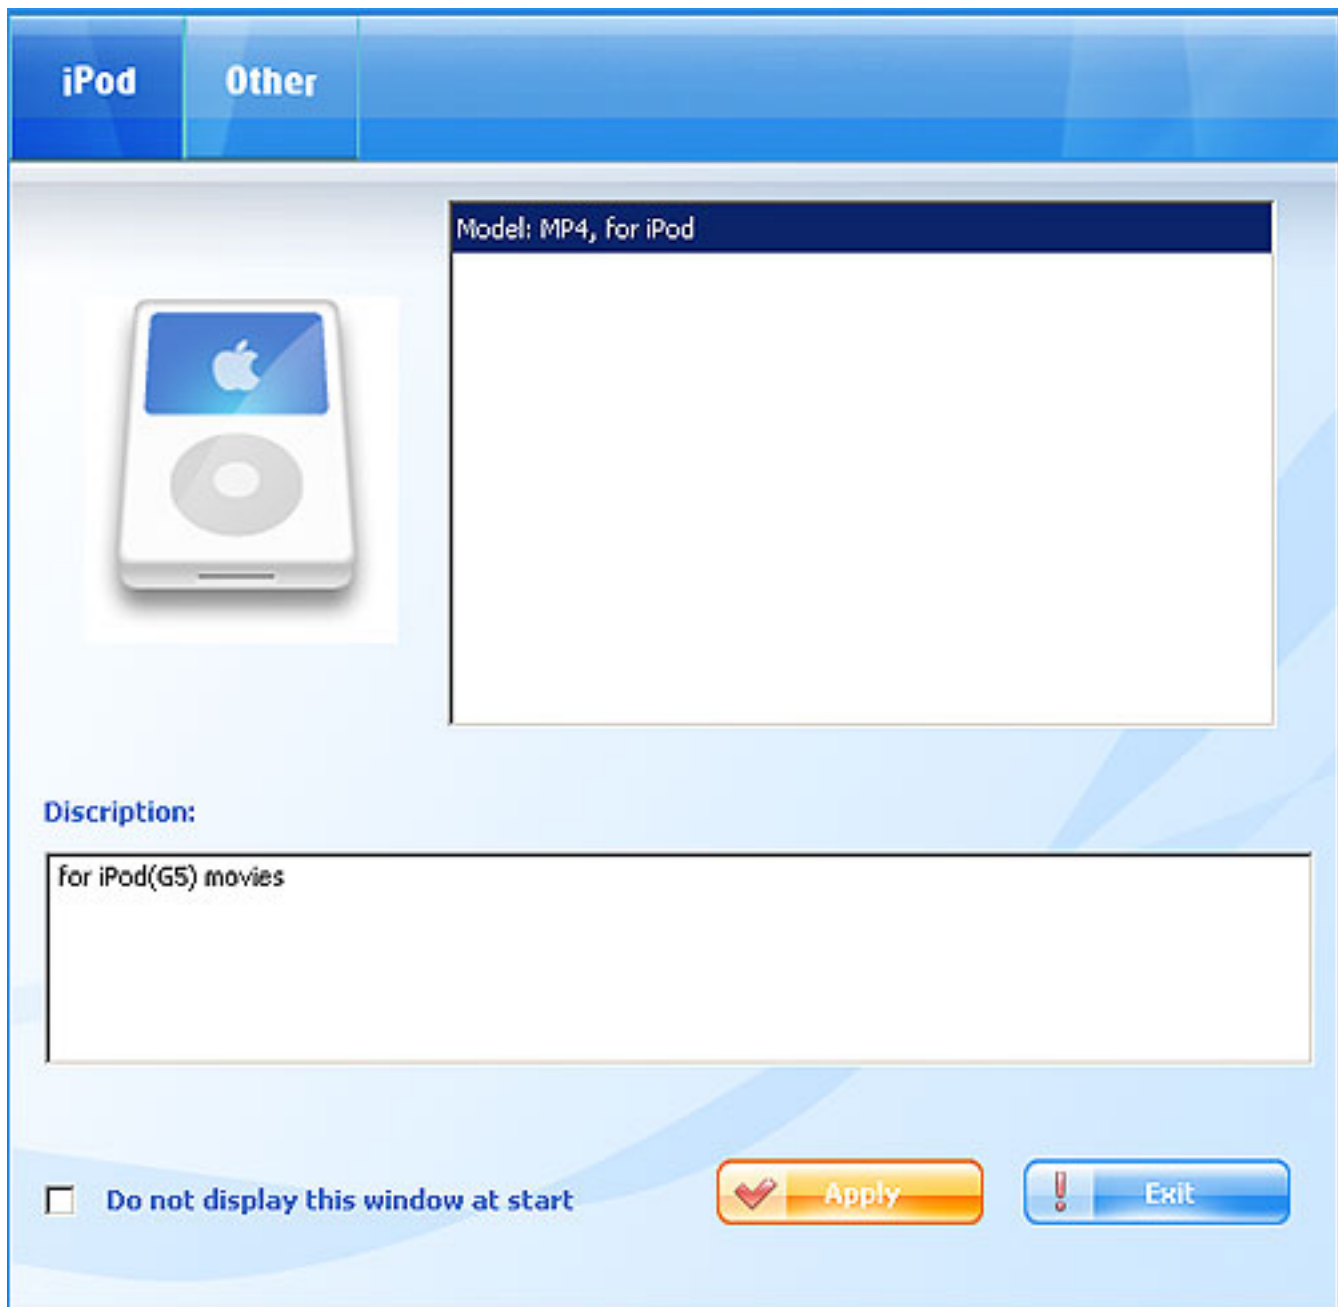 iPod
Other
Model: MP4, for iPod
Discription:
for iPod(G5) movies
Do not display this window at start
Apply
Exit